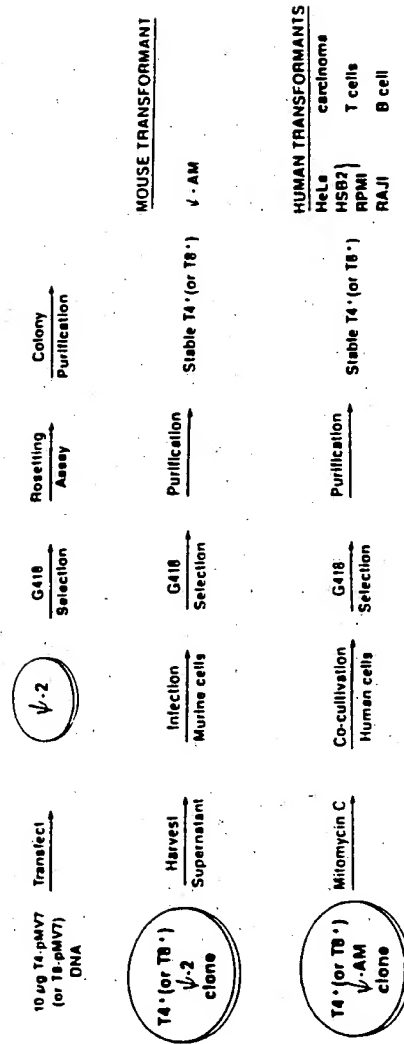 10 µg T4-pMV7
(or T8-pMV7)
DNA
Transfect
ψ-2
G418
Selection
Rosetting
Assay
Colony
Purification
T4⁺(or T8⁺)
ψ-2
clone
Harvest
Supernatant
Infection
Murine cells
G418
Selection
Purification
Stable T4⁺(or T8⁺)
MOUSE TRANSFORMANT
ψ-AM
T4⁺(or T8⁺)
ψ-AM
clone
Mitomycin C
Co-cultivation
Human cells
G418
Selection
Purification
Stable T4⁺(or T8⁺)
HUMAN TRANSFORMANTS
HeLa carcinoma
HSB2}
RPMI T cells
RAJI B cell